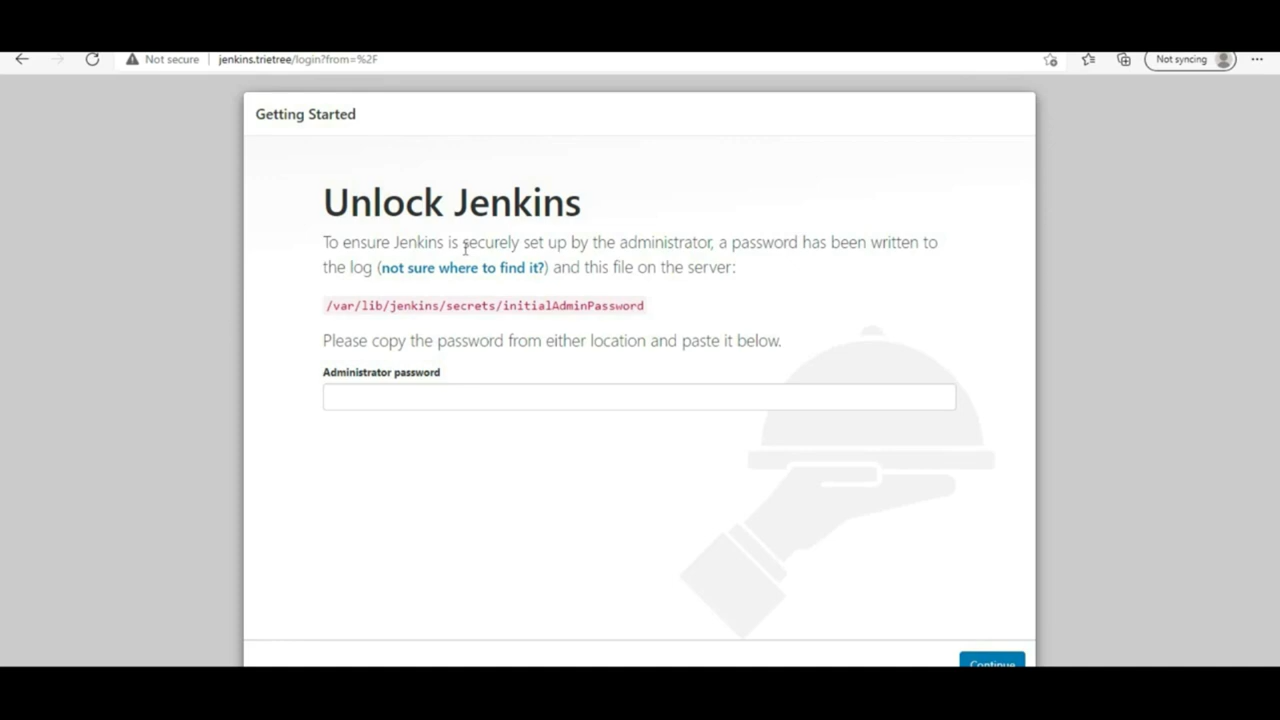 Not secure jenkins.trietree/login?from=%2F Not syncing
Getting Started
Unlock Jenkins
To ensure Jenkins is securely set up by the administrator, a password has been written to
the log (not sure where to find it?) and this file on the server:
/var/lib/jenkins/secrets/initialAdminPassword
Please copy the password from either location and paste it below.
Administrator password
Continue